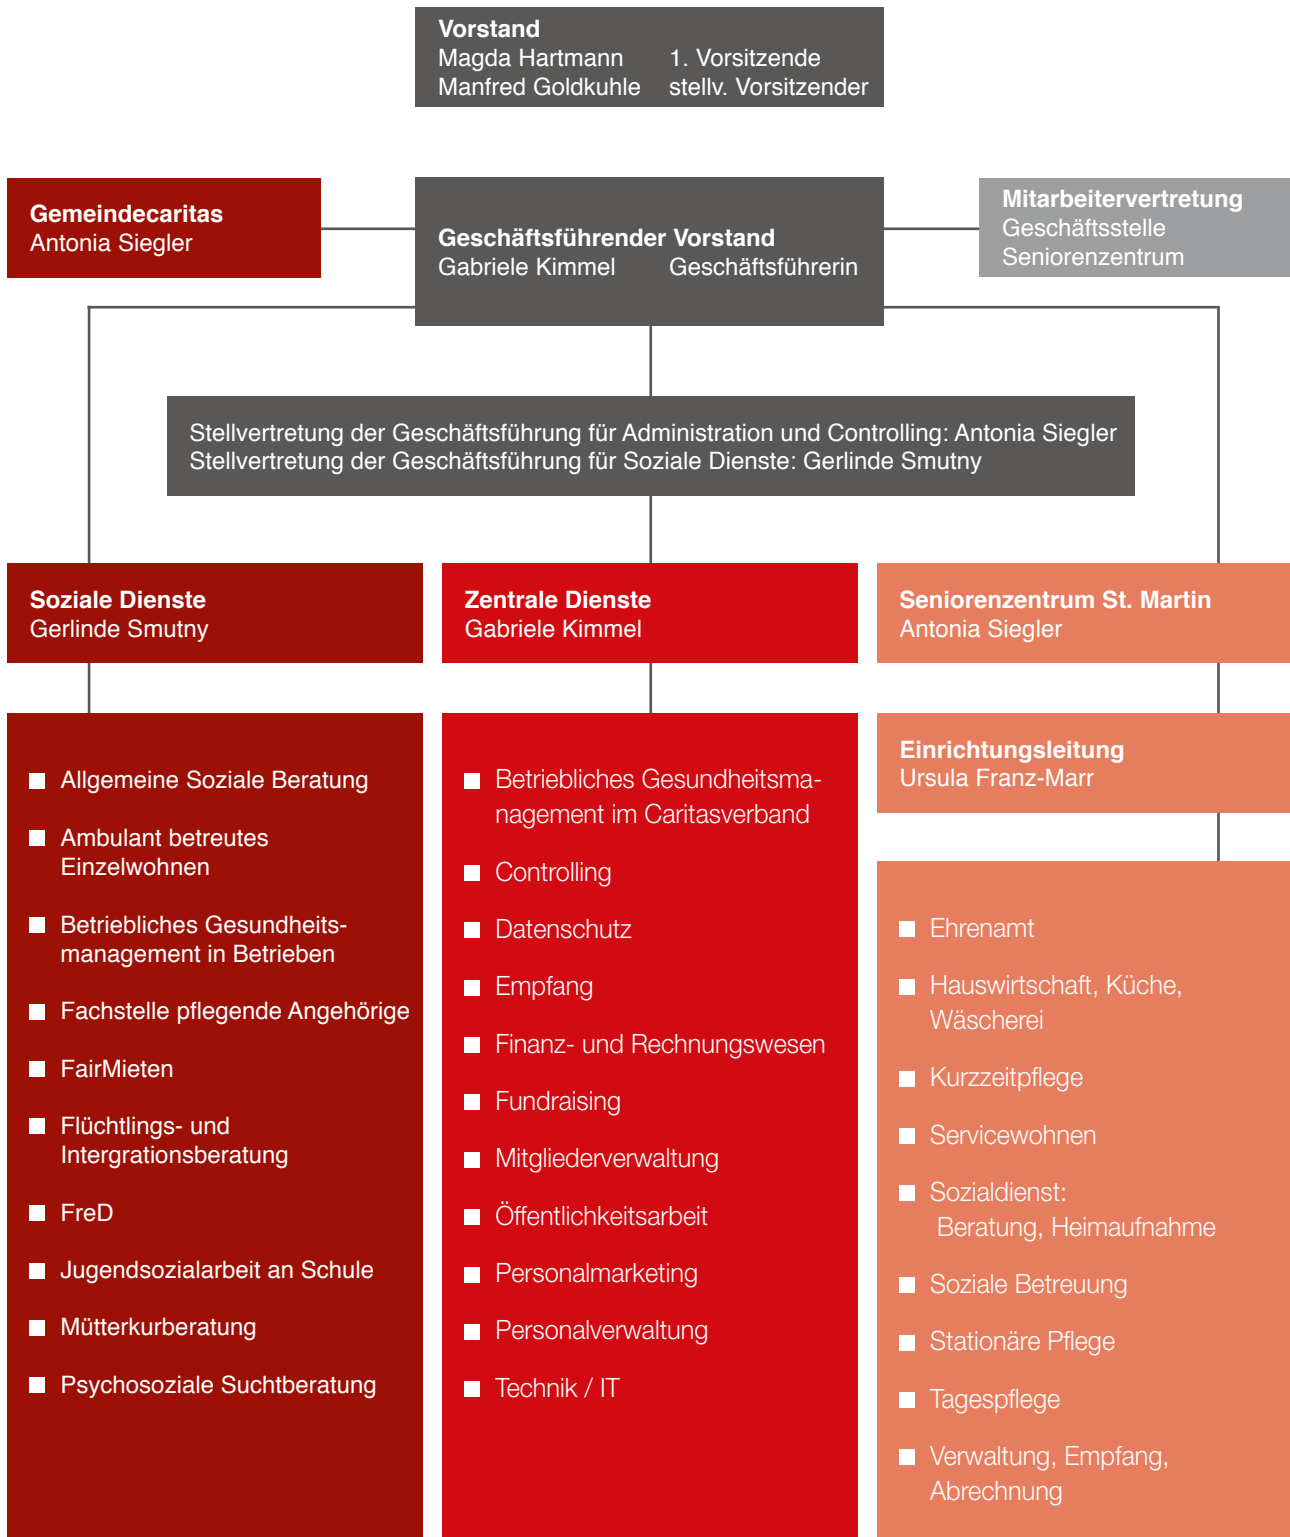 Vorstand
Magda Hartmann 1. Vorsitzende
Manfred Goldkuhle stellv. Vorsitzender
Gemeindecaritas
Antonia Siegler
Geschäftsführender Vorstand
Gabriele Kimmel Geschäftsführerin
Mitarbeitervertretung
Geschäftsstelle
Seniorenzentrum
Stellvertretung der Geschäftsführung für Administration und Controlling: Antonia Siegler
Stellvertretung der Geschäftsführung für Soziale Dienste: Gerlinde Smutny
Soziale Dienste
Gerlinde Smutny
Allgemeine Soziale Beratung
Ambulant betreutes
Einzelwohnen
Betriebliches Gesundheits-
management in Betrieben
Fachstelle pflegende Angehörige
FairMieten
Flüchtlings- und
Intergrationsberatung
FreD
Jugendsozialarbeit an Schule
Mütterkurberatung
Psychosoziale Suchtberatung
Zentrale Dienste
Gabriele Kimmel
Betriebliches Gesundheitsma-
nagement im Caritasverband
Controlling
Datenschutz
Empfang
Finanz- und Rechnungswesen
Fundraising
Mitgliederverwaltung
Öffentlichkeitsarbeit
Personalmarketing
Personalverwaltung
Technik / IT
Seniorenzentrum St. Martin
Antonia Siegler
Einrichtungsleitung
Ursula Franz-Marr
Ehrenamt
Hauswirtschaft, Küche,
Wäscherei
Kurzzeitpflege
Servicewohnen
Sozialdienst:
Beratung, Heimaufnahme
Soziale Betreuung
Stationäre Pflege
Tagespflege
Verwaltung, Empfang,
Abrechnung